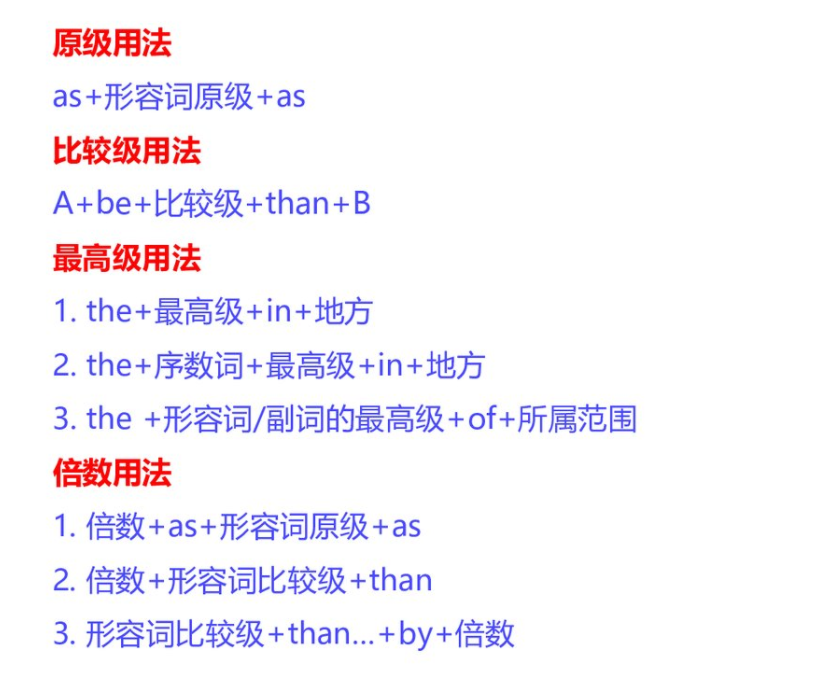 原级用法
as+形容词原级+as
比较级用法
A+be+比较级+than+B
最高级用法
1. the+最高级+in+地方
2. the+序数词+最高级+in+地方
3. the +形容词/副词的最高级+of+所属范围
倍数用法
1. 倍数+as+形容词原级+as
2. 倍数+形容词比较级+than
3. 形容词比较级+than...+by+倍数